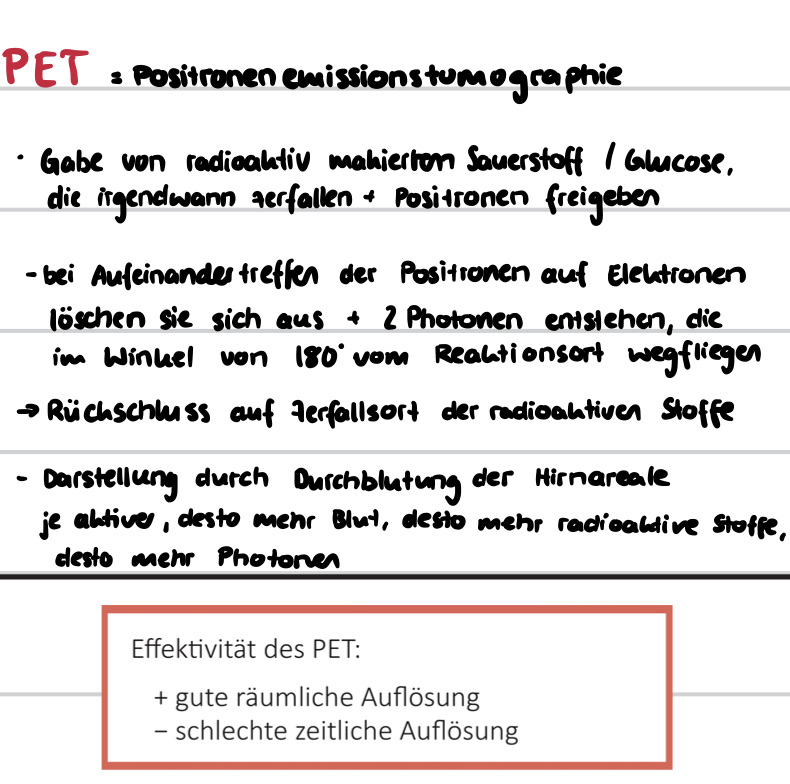 PET = Positronenemissionstumographie
· Gabe von radioaktiv makierten Sauerstoff / Glucose,
die irgendwann zerfallen + Positronen freigeben
- bei Aufeinandertreffen der Positronen auf Elektronen
löschen sie sich aus + 2 Photonen entstehen, die
im Winkel von 180° vom Reaktionsort wegfliegen
→ Rückschluss auf Zerfallsort der radioaktiven Stoffe
- Darstellung durch Durchblutung der Hirnareale
je aktiver, desto mehr Blut, desto mehr radioaktive Stoffe,
desto mehr Photonen
Effektivität des PET:
+ gute räumliche Auflösung
− schlechte zeitliche Auflösung